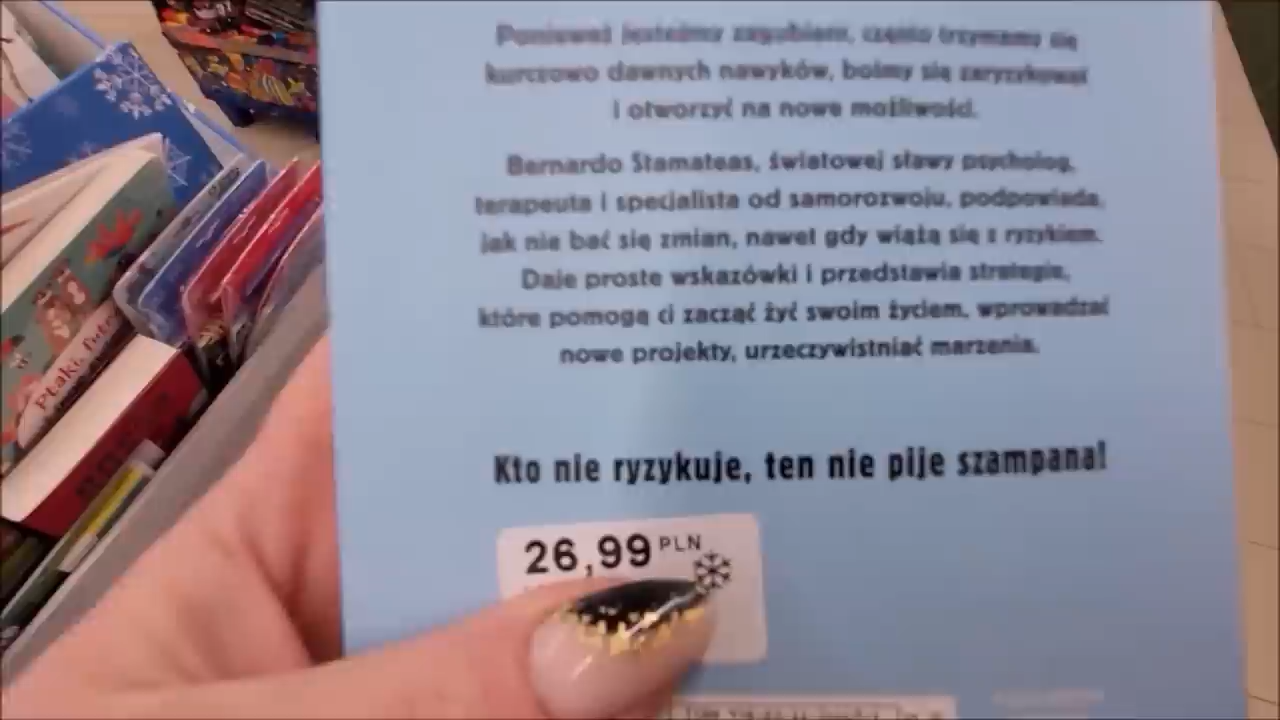 Ponieważ jesteśmy zagubieni, często trzymamy się
kurczowo dawnych nawyków, boimy się zaryzykować
i otworzyć na nowe możliwości.
Bernardo Stamateas, światowej sławy psycholog,
terapeuta i specjalista od samorozwoju, podpowiada,
jak nie bać się zmian, nawet gdy wiążą się z ryzykiem.
Daje proste wskazówki i przedstawia strategie,
które pomogą ci zacząć żyć swoim życiem, wprowadzać
nowe projekty, urzeczywistniać marzenia.
Kto nie ryzykuje, ten nie pije szampana!
26,99 PLN
Ptaki